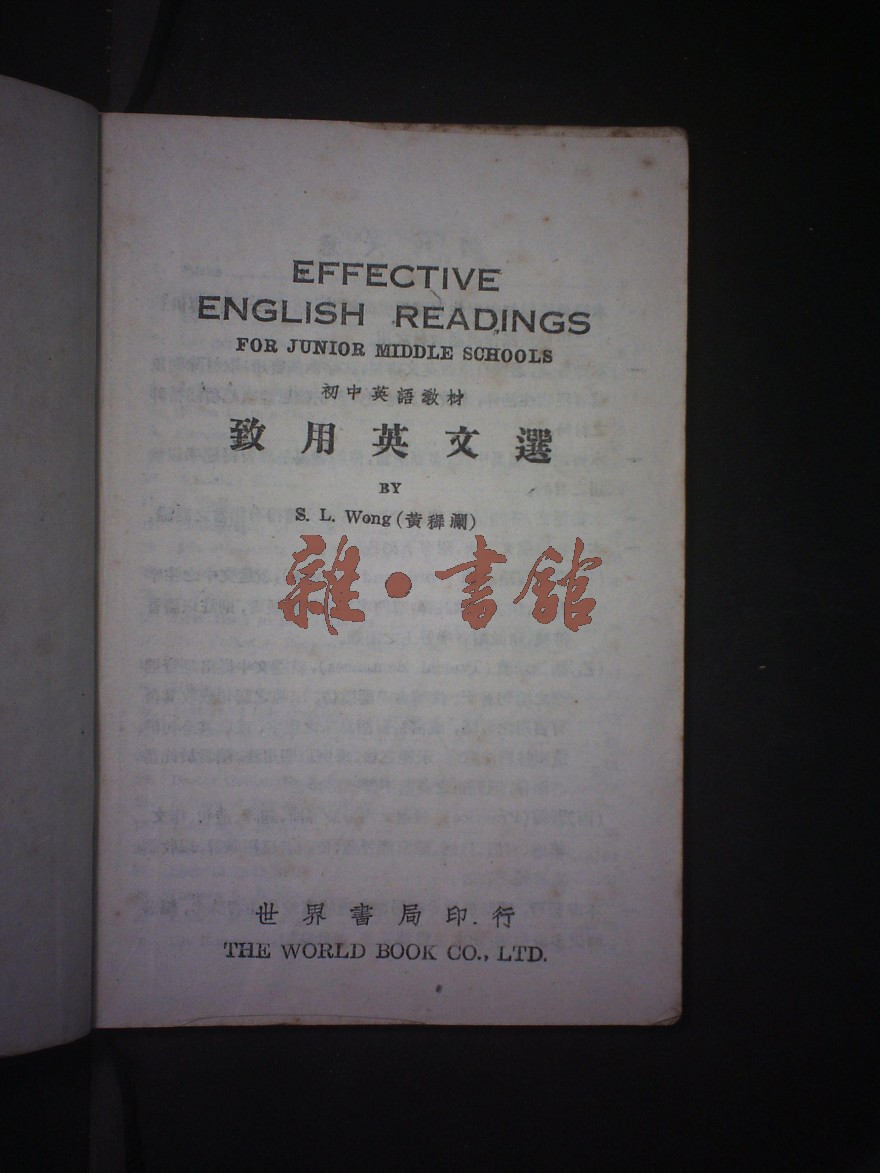 EFFECTIVE
ENGLISH READINGS
FOR JUNIOR MIDDLE SCHOOLS
初中英語教材
致用英文選
BY
S. L. Wong (黃穉瀾)
雜·書館
世界書局印行
THE WORLD BOOK CO., LTD.